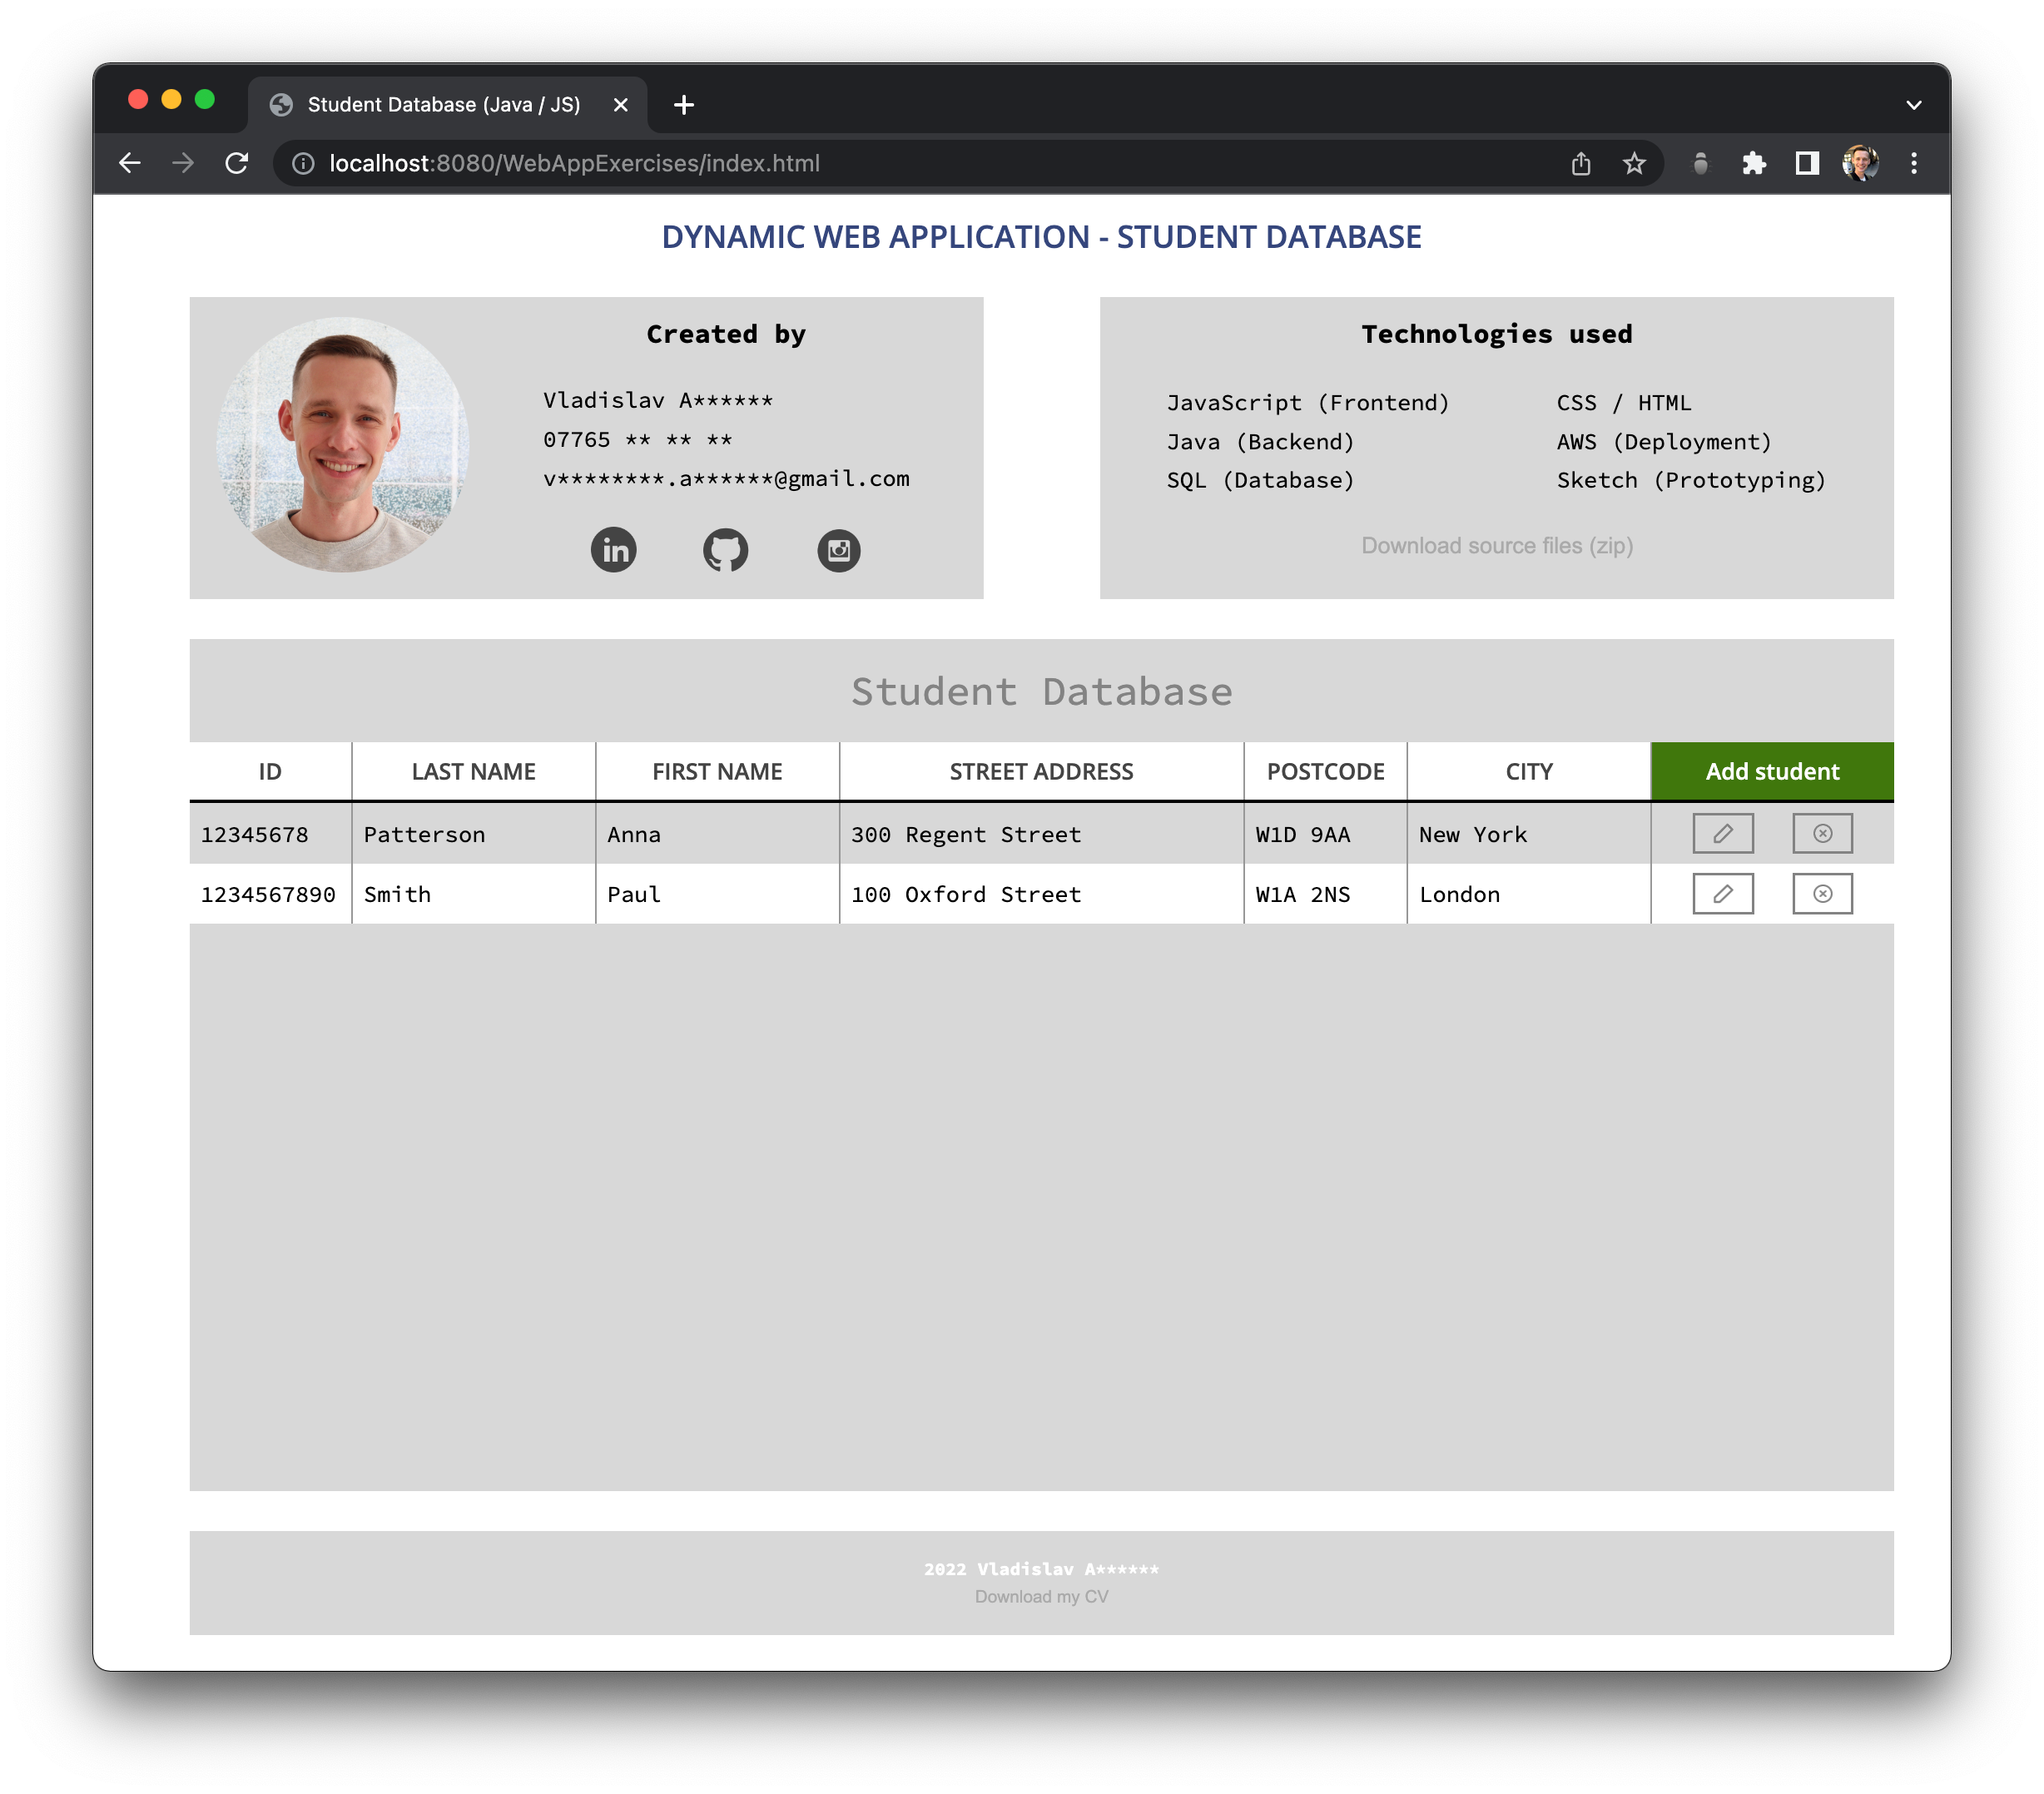 Student Database (Java / JS)
localhost:8080/WebAppExercises/index.html
DYNAMIC WEB APPLICATION - STUDENT DATABASE
Created by
Vladislav A******
07765 ** ** **
v********.a******@gmail.com
in
Technologies used
JavaScript (Frontend) CSS / HTML
Java (Backend) AWS (Deployment)
SQL (Database) Sketch (Prototyping)
Download source files (zip)
Student Database
ID LAST NAME FIRST NAME STREET ADDRESS POSTCODE CITY Add student
12345678 Patterson Anna 300 Regent Street W1D 9AA New York
1234567890 Smith Paul 100 Oxford Street W1A 2NS London
2022 Vladislav A******
Download my CV